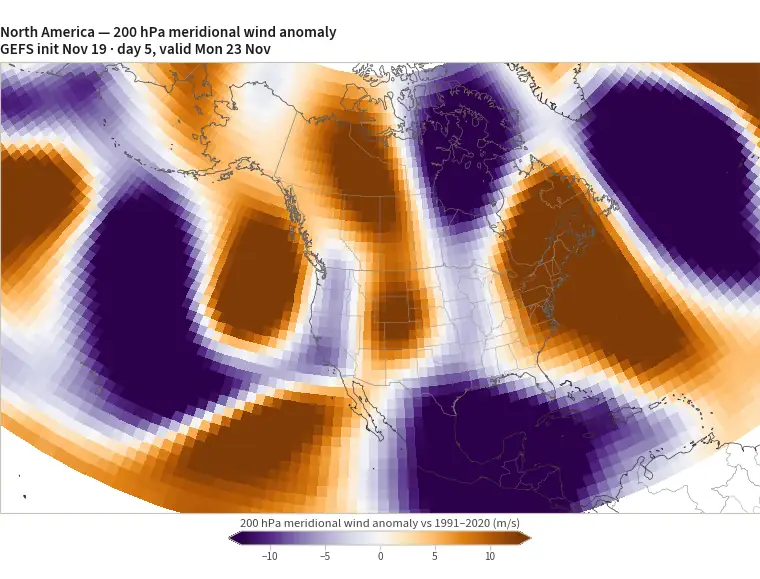 North America — 200 hPa meridional wind anomaly
GEFS init Nov 19 · day 5, valid Mon 23 Nov
200 hPa meridional wind anomaly vs 1991–2020 (m/s)
−10 −5 0 5 10